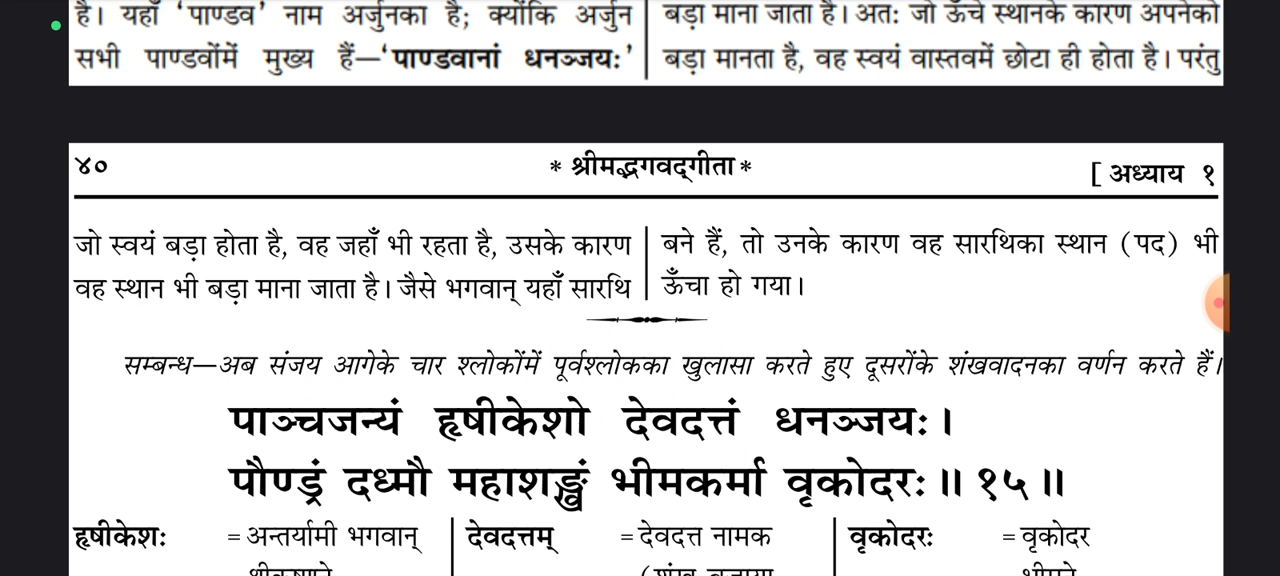 है। यहाँ ‘पाण्डव’ नाम अर्जुनका है; क्योंकि अर्जुन
सभी पाण्डवोंमें मुख्य हैं—‘पाण्डवानां धनञ्जयः’
बड़ा माना जाता है। अतः जो ऊँचे स्थानके कारण अपनेको
बड़ा मानता है, वह स्वयं वास्तवमें छोटा ही होता है। परंतु
४०
* श्रीमद्भगवद्‌गीता *
[ अध्याय १
जो स्वयं बड़ा होता है, वह जहाँ भी रहता है, उसके कारण
वह स्थान भी बड़ा माना जाता है। जैसे भगवान् यहाँ सारथि
बने हैं, तो उनके कारण वह सारथिका स्थान (पद) भी
ऊँचा हो गया।
सम्बन्ध—अब संजय आगेके चार श्लोकोंमें पूर्वश्लोकका खुलासा करते हुए दूसरोंके शंखवादनका वर्णन करते हैं।
पाञ्चजन्यं हृषीकेशो देवदत्तं धनञ्जयः।
पौण्ड्रं दध्मौ महाशङ्खं भीमकर्मा वृकोदरः॥ १५॥
हृषीकेशः = अन्तर्यामी भगवान्
श्रीकृष्णने
देवदत्तम् = देवदत्त नामक
(शंख बजाया
वृकोदरः = वृकोदर
भीमने